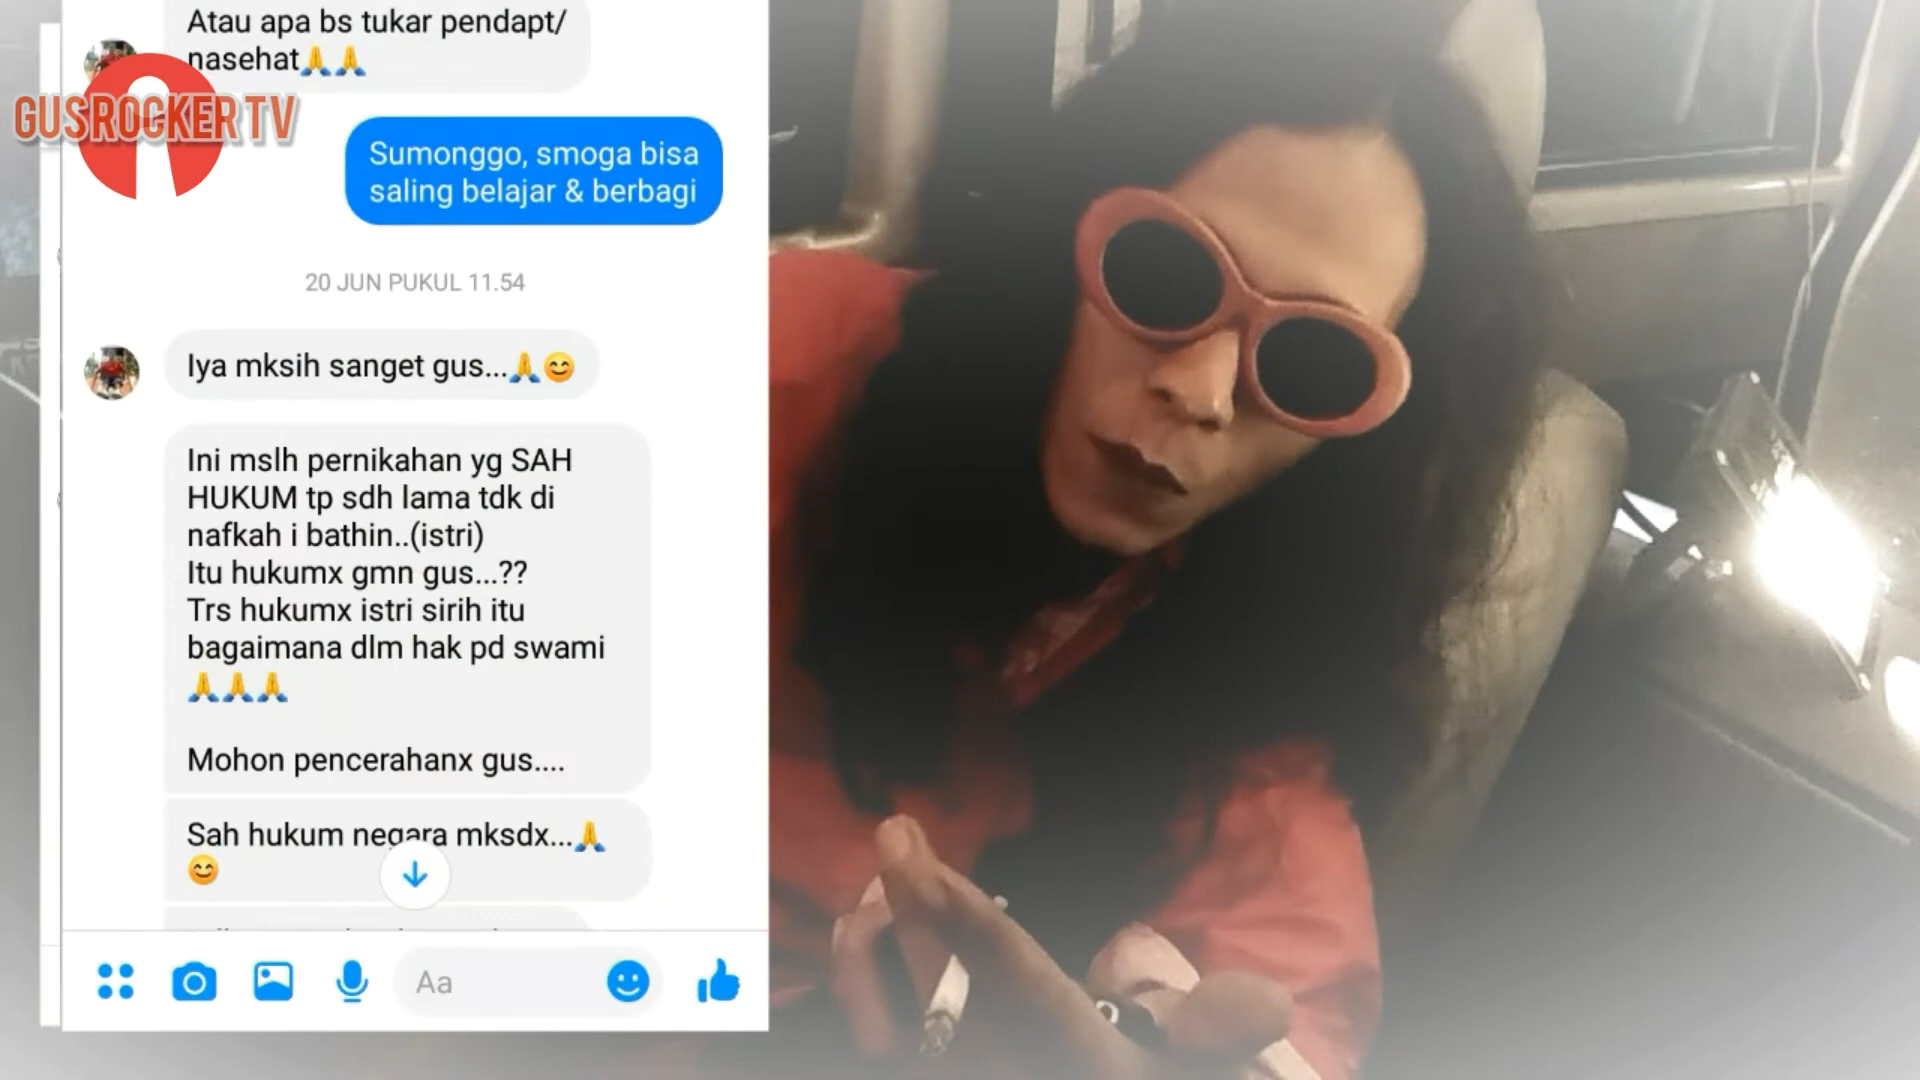 Atau apa bs tukar pendapt/
nasehat🙏🙏
GUSROCKER TV
Sumonggo, smoga bisa
saling belajar & berbagi
20 JUN PUKUL 11.54
Iya mksih sanget gus...🙏😊
Ini mslh pernikahan yg SAH
HUKUM tp sdh lama tdk di
nafkah i bathin..(istri)
Itu hukumx gmn gus...??
Trs hukumx istri sirih itu
bagaimana dlm hak pd swami
🙏🙏🙏
Mohon pencerahanx gus....
Sah hukum negara mksdx...🙏
😊
Aa